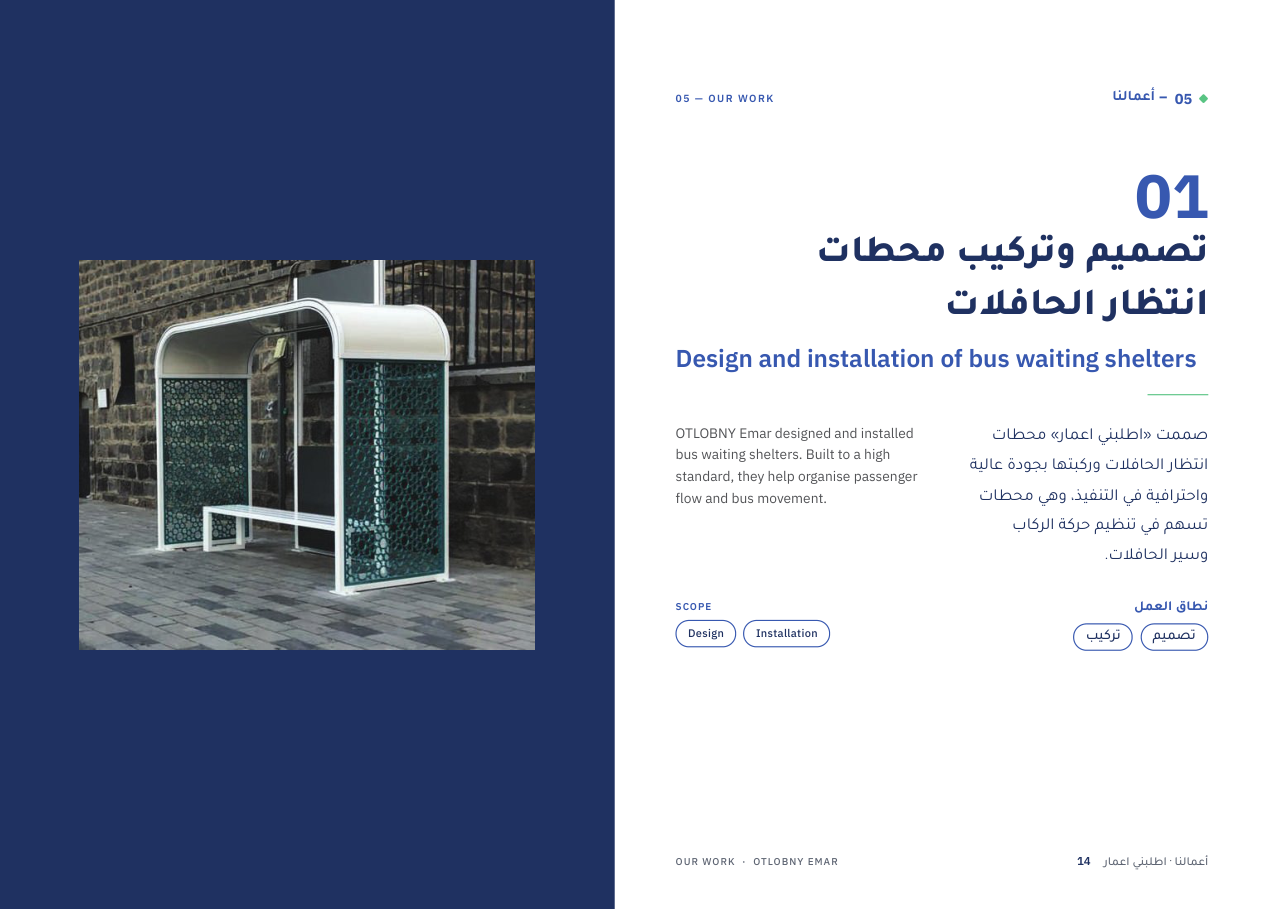 05 — OUR WORK
05 – أعمالنا
01
تصميم وتركيب محطات
انتظار الحافلات
Design and installation of bus waiting shelters
صممت «اطلبني اعمار» محطات
انتظار الحافلات وركبتها بجودة عالية
واحترافية في التنفيذ، وهي محطات
تسهم في تنظيم حركة الركاب
وسير الحافلات.
OTLOBNY Emar designed and installed
bus waiting shelters. Built to a high
standard, they help organise passenger
flow and bus movement.
نطاق العمل
تصميم تركيب
SCOPE
Design Installation
OUR WORK · OTLOBNY EMAR
أعمالنا · اطلبني اعمار 14